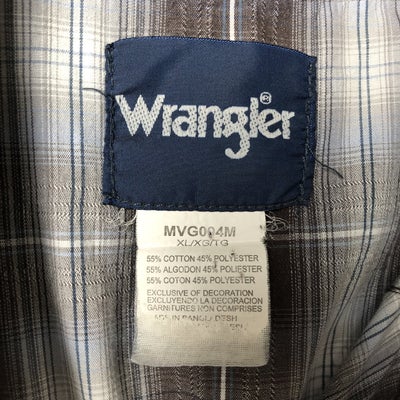 Wrangler®
MVG004M
XL/XG/TG
55% COTTON 45% POLYESTER
55% ALGODON 45% POLYESTER
55% COTON 45% POLYESTER
EXCLUSIVE OF DECORATION
EXCLUYENDO LA DECORACION
GARNITURES NON COMPRISES